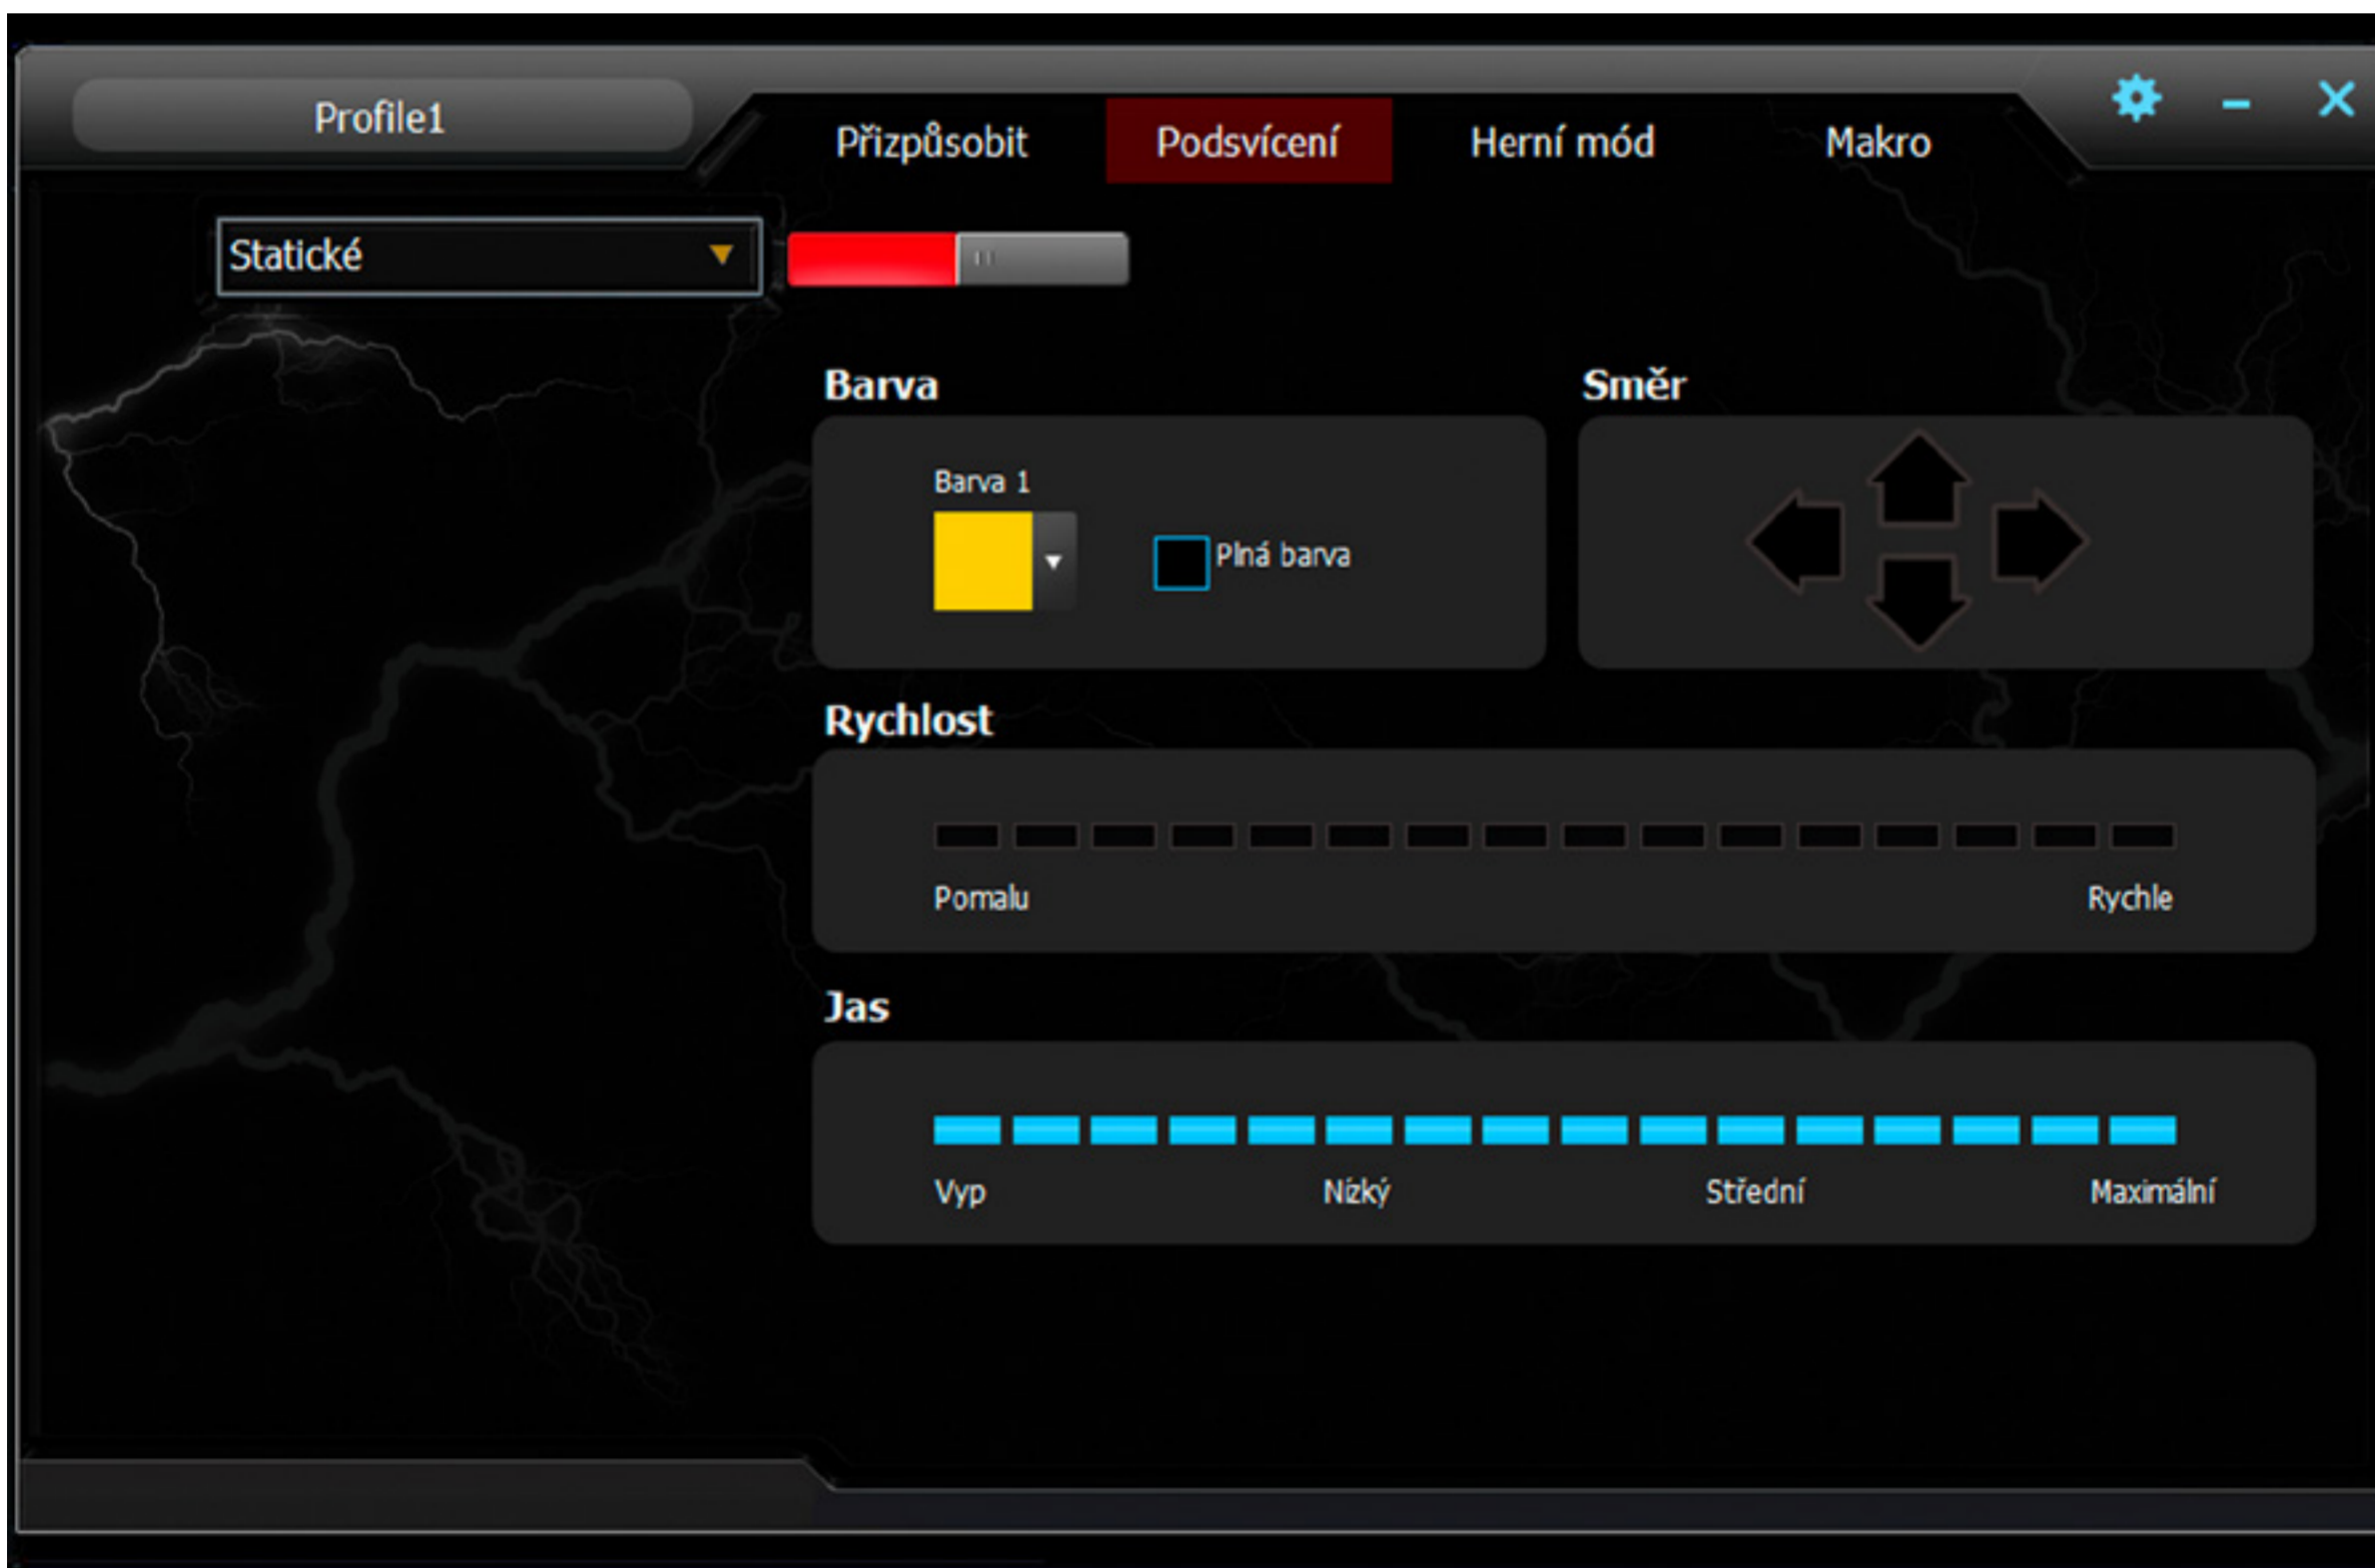 Profile1
Přizpůsobit
Podsvícení
Herní mód
Makro
Statické
Barva
Směr
Barva 1
Plná barva
Rychlost
Pomalu
Rychle
Jas
Vyp
Nízký
Střední
Maximální